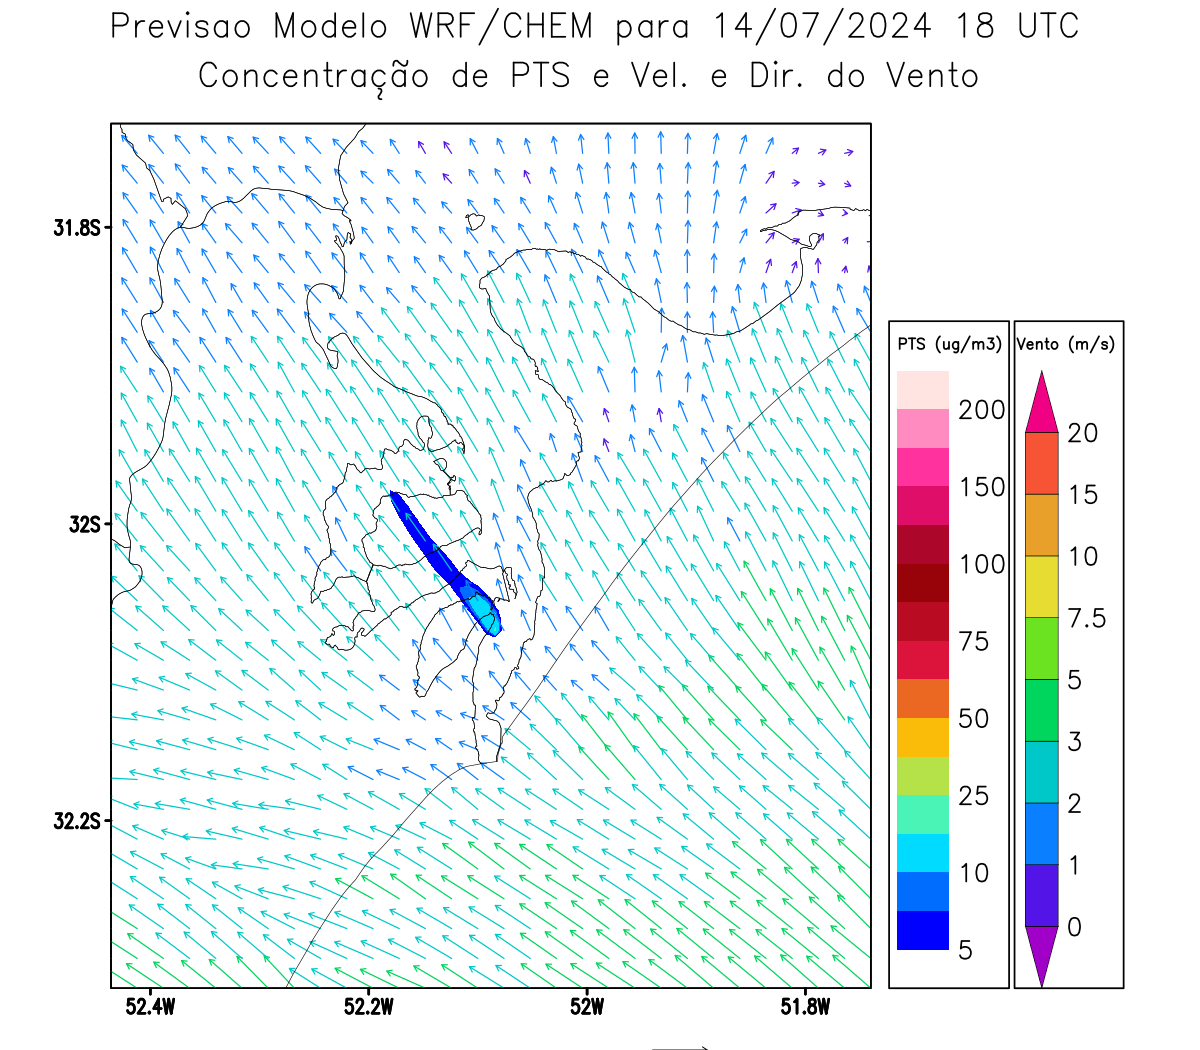 Previsao Modelo WRF/CHEM para 14/07/2024 18 UTC
Concentração de PTS e Vel. e Dir. do Vento
31.8S
32S
32.2S
52.4W 52.2W 52W 51.8W
PTS (ug/m3)
200
150
100
75
50
25
10
5
Vento (m/s)
20
15
10
7.5
5
3
2
1
0